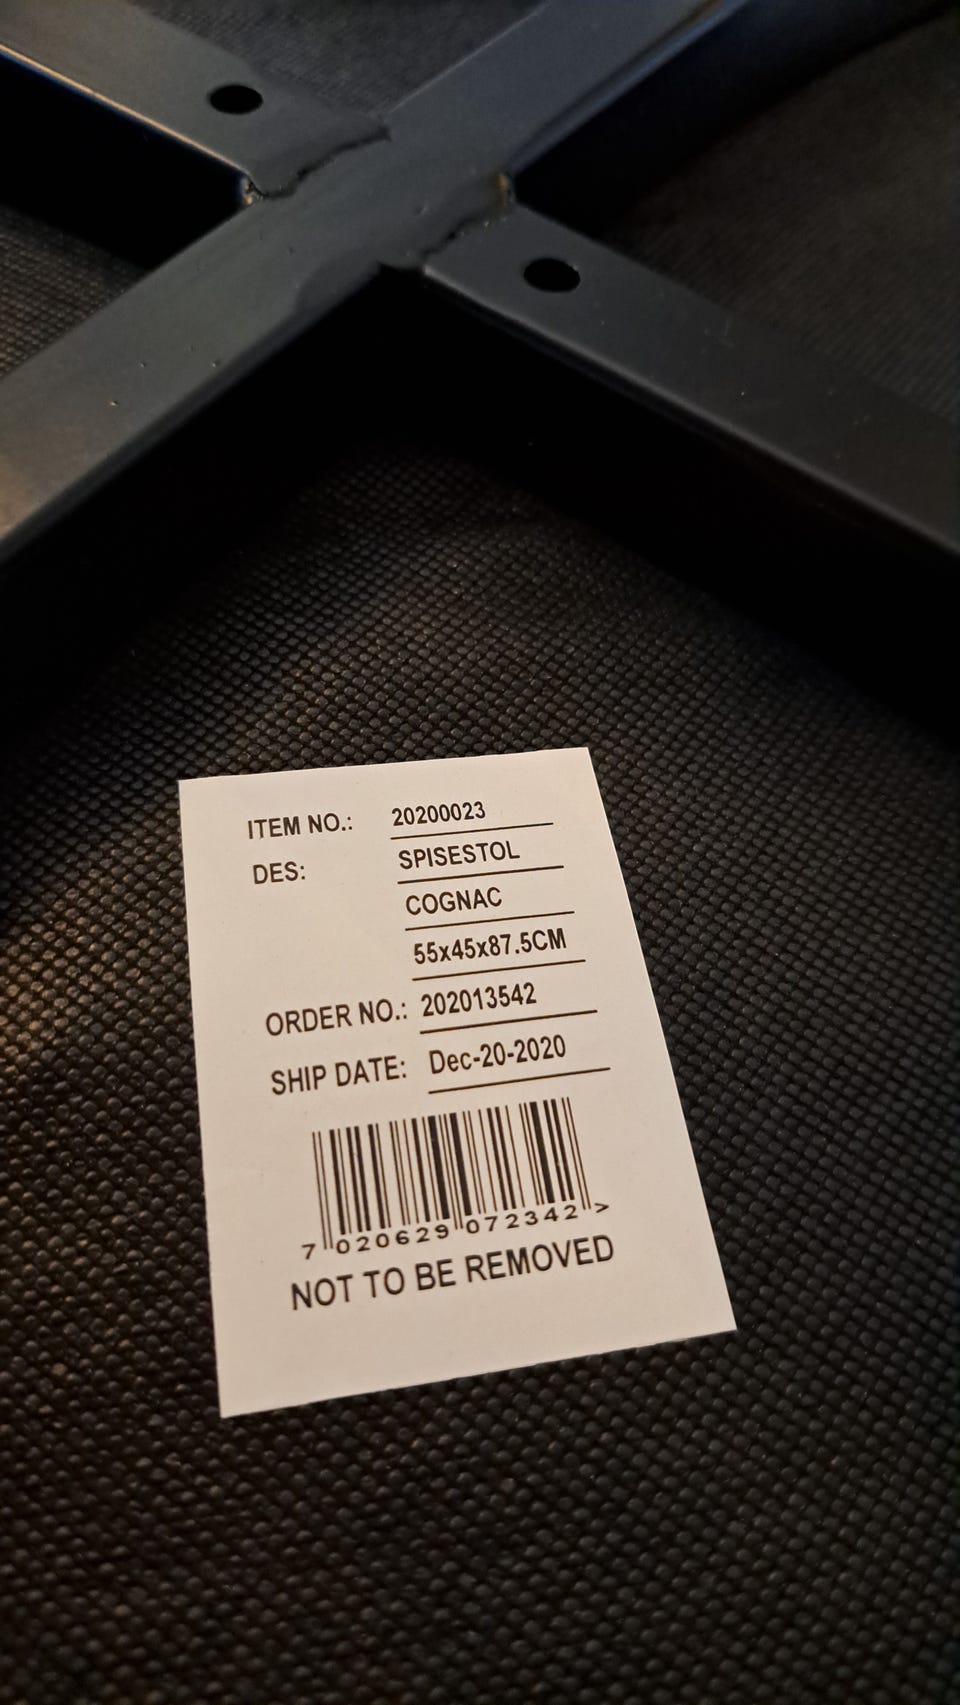 ITEM NO.: 20200023
DES: SPISESTOL
COGNAC
55x45x87.5CM
ORDER NO.: 202013542
SHIP DATE: Dec-20-2020
7 020629 072342 >
NOT TO BE REMOVED